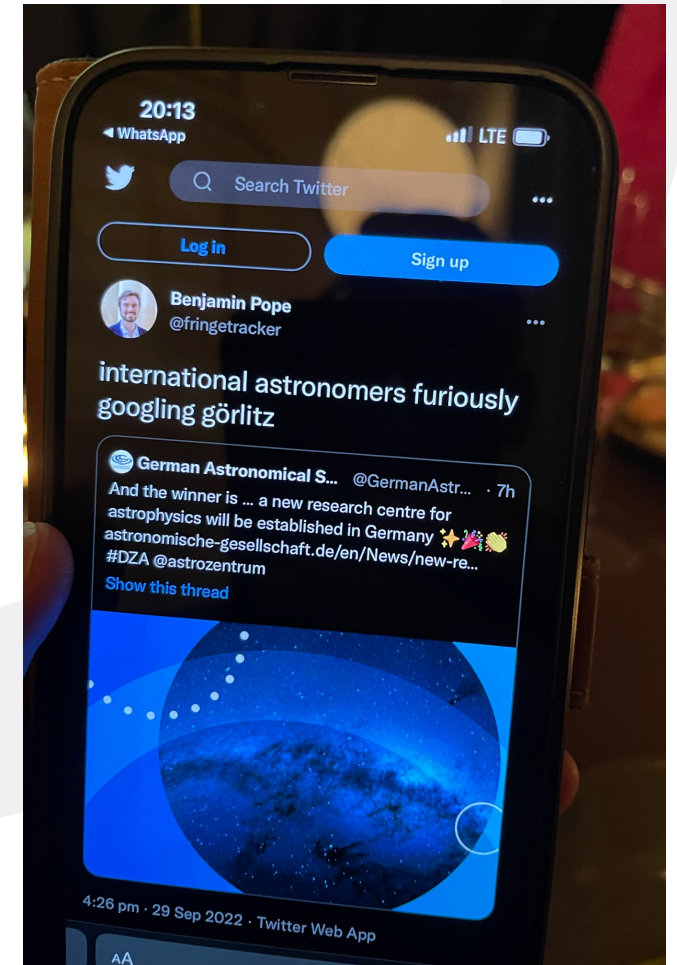 20:13
◀ WhatsApp
LTE
Search Twitter
Log in
Sign up
Benjamin Pope
@fringetracker
international astronomers furiously
googling görlitz
German Astronomical S... @GermanAstr... · 7h
And the winner is ... a new research centre for
astrophysics will be established in Germany ✨🎉👏
astronomische-gesellschaft.de/en/News/new-re...
#DZA @astrozentrum
Show this thread
4:26 pm · 29 Sep 2022 · Twitter Web App
AA